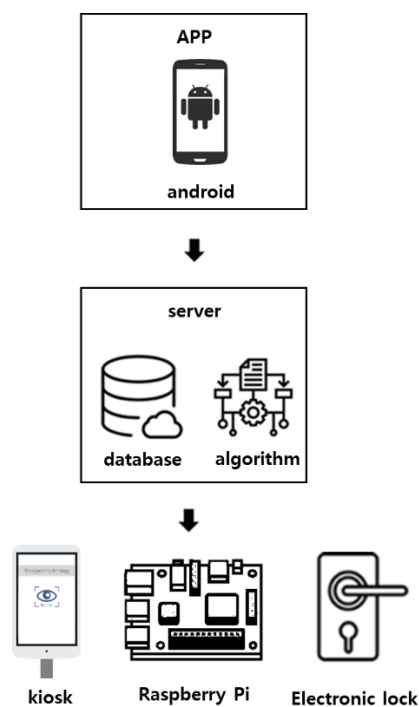 APP
android
server
database algorithm
kiosk Raspberry Pi Electronic lock